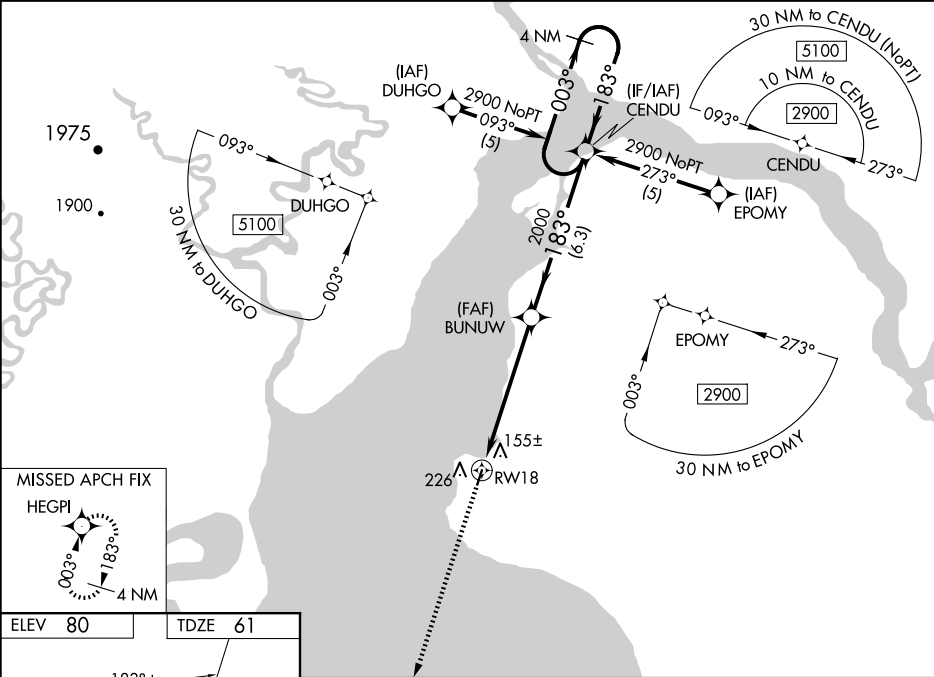 4 NM
003°
183°
(IAF)
DUHGO
2900 NoPT
093°
(5)
(IF/IAF)
CENDU
30 NM to CENDU (NoPT)
5100
10 NM to CENDU
2900
093°
CENDU
273°
1975
1900
093°
DUHGO
5100
003°
30 NM to DUHGO
2900 NoPT
273°
(5)
(IAF)
EPOMY
2000
183°
(6.3)
(FAF)
BUNUW
EPOMY
273°
003°
2900
30 NM to EPOMY
155±
226
RW18
MISSED APCH FIX
HEGPI
003°
183°
4 NM
ELEV 80
TDZE 61